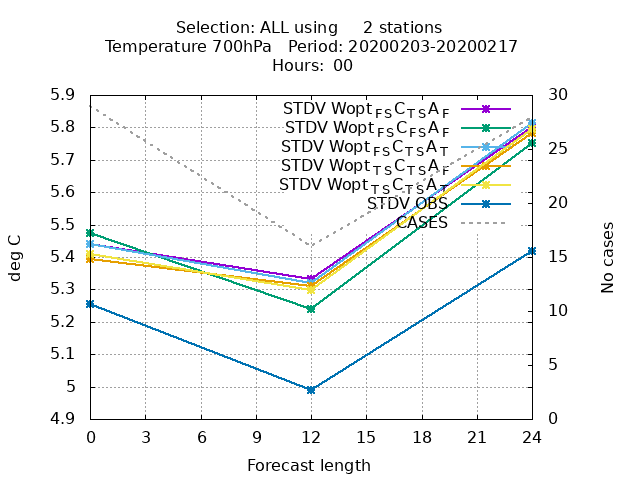 Selection: ALL using 2 stations
Temperature 700hPa Period: 20200203-20200217
Hours: 00
5.9
5.8
5.7
5.6
5.5
5.4
5.3
5.2
5.1
5
4.9
deg C
STDV Wopt FS C TS A F
STDV Wopt FS C FS A F
STDV Wopt FS C TS A T
STDV Wopt TS C TS A F
STDV Wopt TS C TS A T
STDV OBS
CASES
30
25
20
15
10
5
0
No cases
0 3 6 9 12 15 18 21 24
Forecast length